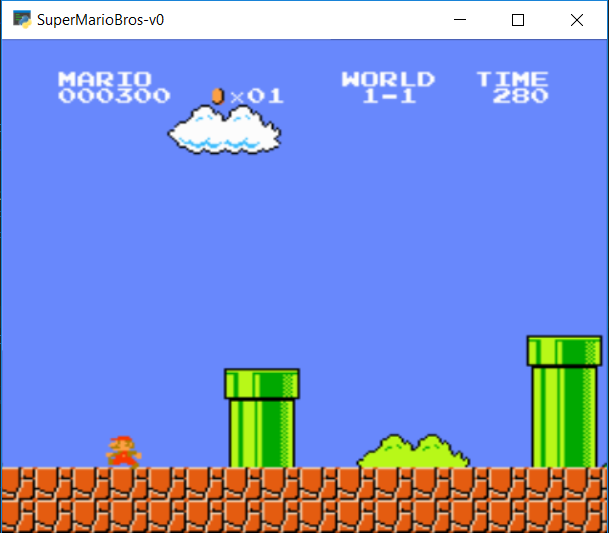 SuperMarioBros-v0
MARIO WORLD TIME
000300 ×01 1-1 280